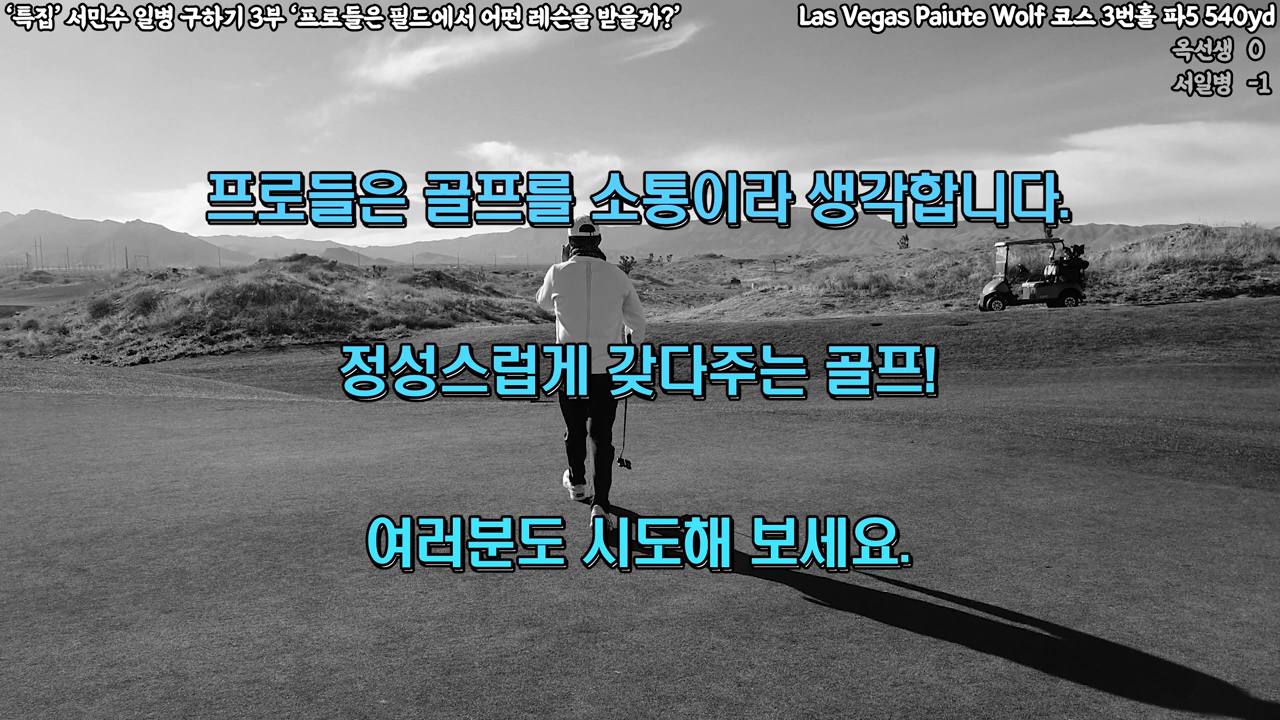 ‘특집’ 서민수 일병 구하기 3부 ‘프로들은 필드에서 어떤 레슨을 받을까?’
Las Vegas Paiute Wolf 코스 3번홀 파5 540yd
옥선생 0
서일병 -1
프로들은 골프를 소통이라 생각합니다.
정성스럽게 갖다주는 골프!
여러분도 시도해 보세요.